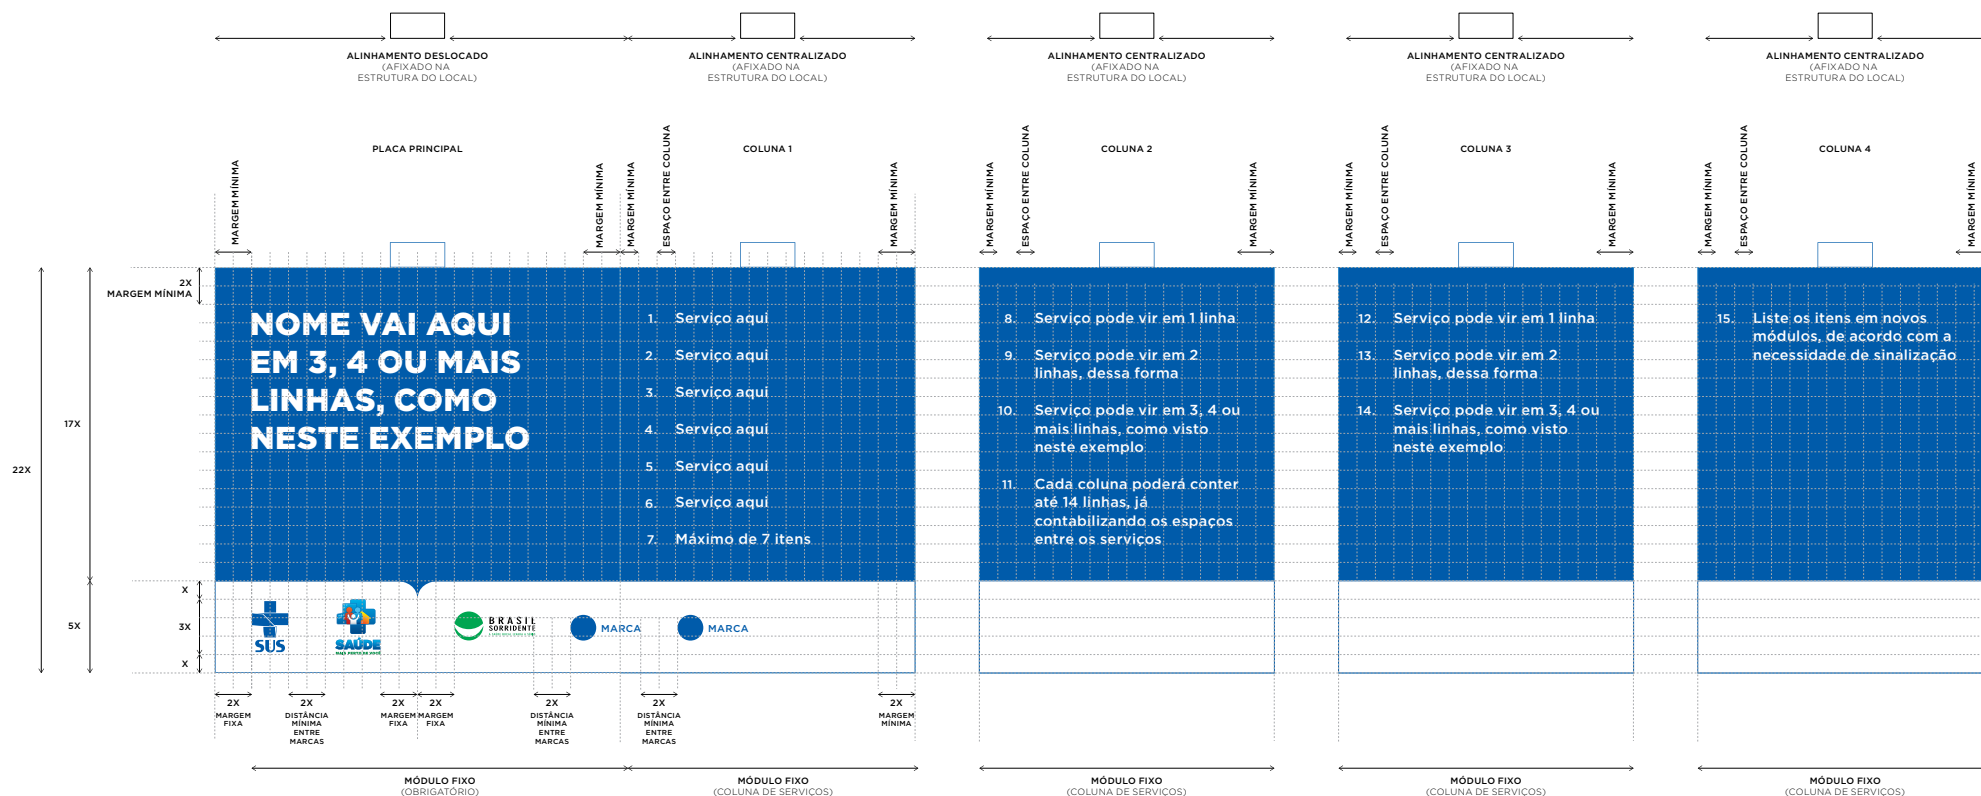 ALINHAMENTO DESLOCADO
(AFIXADO NA
ESTRUTURA DO LOCAL)
ALINHAMENTO CENTRALIZADO
(AFIXADO NA
ESTRUTURA DO LOCAL)
ALINHAMENTO CENTRALIZADO
(AFIXADO NA
ESTRUTURA DO LOCAL)
ALINHAMENTO CENTRALIZADO
(AFIXADO NA
ESTRUTURA DO LOCAL)
ALINHAMENTO CENTRALIZADO
(AFIXADO NA
ESTRUTURA DO LOCAL)
PLACA PRINCIPAL
COLUNA 1
COLUNA 2
COLUNA 3
COLUNA 4
MARGEM MÍNIMA
MARGEM MÍNIMA
MARGEM MÍNIMA
ESPAÇO ENTRE COLUNA
MARGEM MÍNIMA
MARGEM MÍNIMA
ESPAÇO ENTRE COLUNA
MARGEM MÍNIMA
MARGEM MÍNIMA
ESPAÇO ENTRE COLUNA
MARGEM MÍNIMA
MARGEM MÍNIMA
ESPAÇO ENTRE COLUNA
MARGEM MÍNIMA
2X
MARGEM MÍNIMA
22X
17X
5X
X
3X
X
NOME VAI AQUI
EM 3, 4 OU MAIS
LINHAS, COMO
NESTE EXEMPLO
1. Serviço aqui
2. Serviço aqui
3. Serviço aqui
4. Serviço aqui
5. Serviço aqui
6. Serviço aqui
7. Máximo de 7 itens
8. Serviço pode vir em 1 linha
9. Serviço pode vir em 2
linhas, dessa forma
10. Serviço pode vir em 3, 4 ou
mais linhas, como visto
neste exemplo
11. Cada coluna poderá conter
até 14 linhas, já
contabilizando os espaços
entre os serviços
12. Serviço pode vir em 1 linha
13. Serviço pode vir em 2
linhas, dessa forma
14. Serviço pode vir em 3, 4 ou
mais linhas, como visto
neste exemplo
15. Liste os itens em novos
módulos, de acordo com a
necessidade de sinalização
SUS
SAÚDE
MAIS PERTO DE VOCÊ
BRASIL
SORRIDENTE
MARCA
MARCA
2X
MARGEM
FIXA
2X
DISTÂNCIA
MÍNIMA
ENTRE
MARCAS
2X
MARGEM
FIXA
2X
MARGEM
FIXA
2X
DISTÂNCIA
MÍNIMA
ENTRE
MARCAS
2X
DISTÂNCIA
MÍNIMA
ENTRE
MARCAS
2X
MARGEM
MÍNIMA
MÓDULO FIXO
(OBRIGATÓRIO)
MÓDULO FIXO
(COLUNA DE SERVIÇOS)
MÓDULO FIXO
(COLUNA DE SERVIÇOS)
MÓDULO FIXO
(COLUNA DE SERVIÇOS)
MÓDULO FIXO
(COLUNA DE SERVIÇOS)